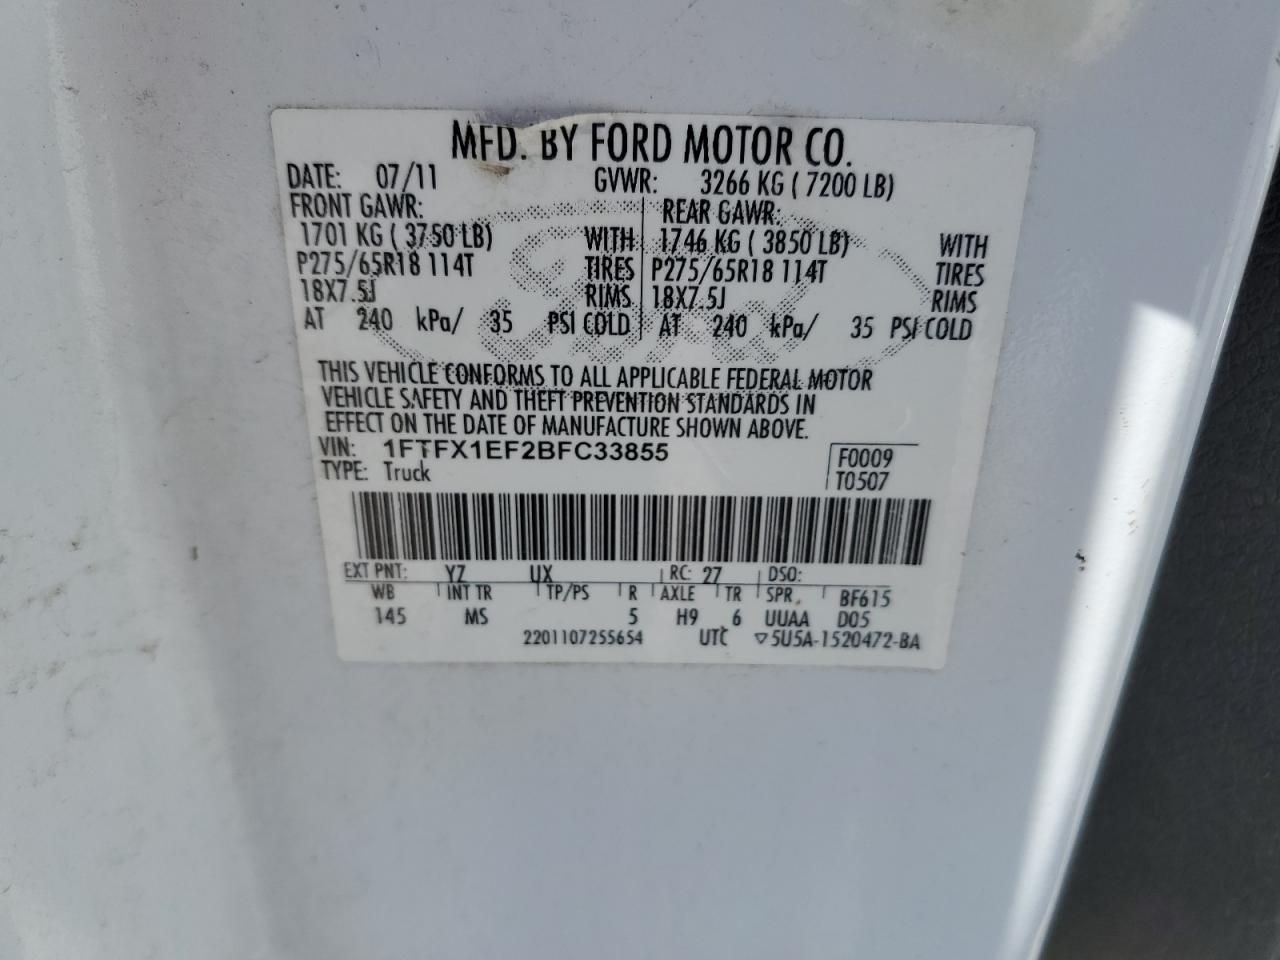 MFD. BY FORD MOTOR CO.
DATE: 07/11 GVWR: 3266 KG ( 7200 LB)
FRONT GAWR: REAR GAWR:
1701 KG ( 3750 LB) WITH 1746 KG ( 3850 LB) WITH
P275/65R18 114T TIRES P275/65R18 114T TIRES
18X7.5J RIMS 18X7.5J RIMS
AT 240 kPa/ 35 PSI COLD AT 240 kPa/ 35 PSI COLD
THIS VEHICLE CONFORMS TO ALL APPLICABLE FEDERAL MOTOR
VEHICLE SAFETY AND THEFT PREVENTION STANDARDS IN
EFFECT ON THE DATE OF MANUFACTURE SHOWN ABOVE.
VIN: 1FTFX1EF2BFC33855 F0009
TYPE: Truck T0507
EXT PNT: YZ UX RC: 27 DSO:
WB INT TR TP/PS R AXLE TR SPR. BF615
145 MS 5 H9 6 UUAA D05
2201107255654 UTC ▽5U5A-1520472-BA